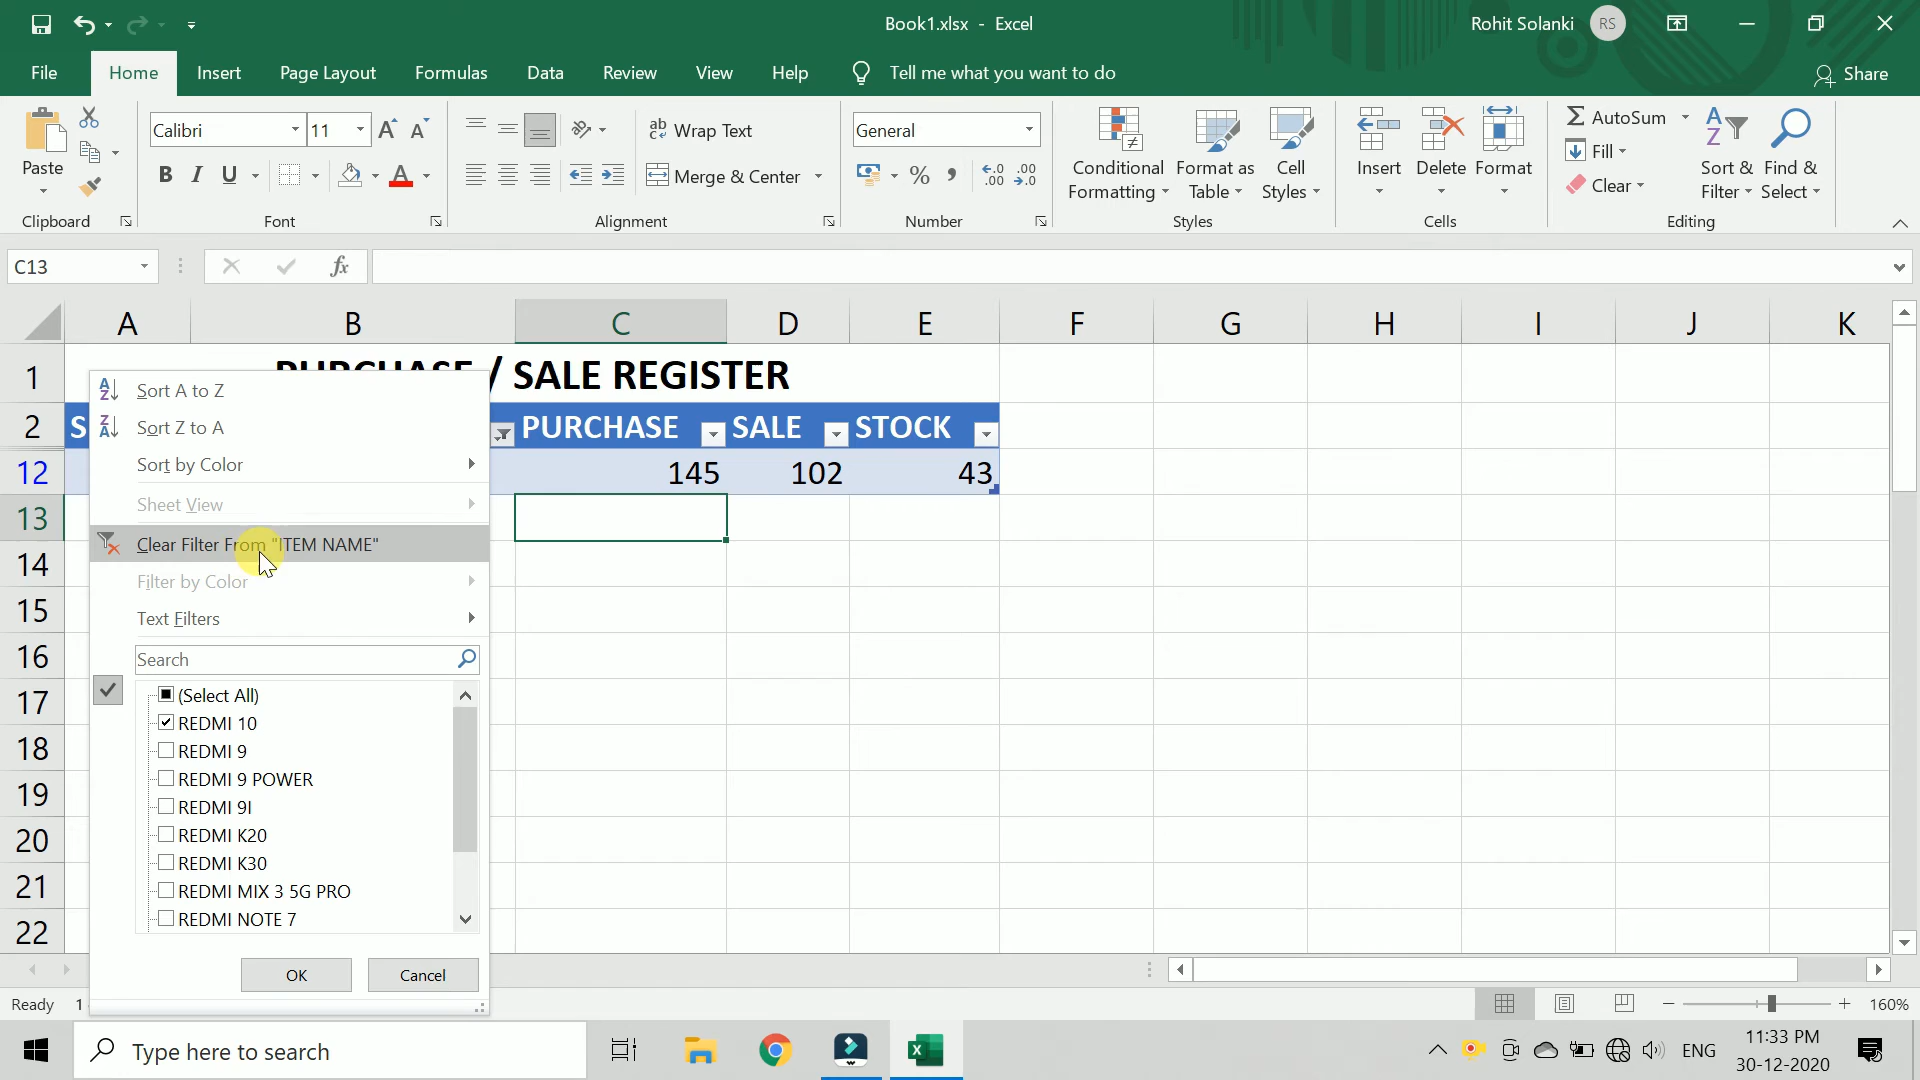 Book1.xlsx - Excel
Rohit Solanki RS
File Home Insert Page Layout Formulas Data Review View Help Tell me what you want to do Share
Paste
Calibri 11
Wrap Text
Merge & Center
General
Conditional Formatting
Format as Table
Cell Styles
Insert
Delete
Format
AutoSum
Fill
Clear
Sort & Filter
Find & Select
Clipboard Font Alignment Number Styles Cells Editing
C13 fx
A B C D E F G H I J K
1 / SALE REGISTER
2 S PURCHASE SALE STOCK
12 145 102 43
13
14
15
16
17
18
19
20
21
22
Sort A to Z
Sort Z to A
Sort by Color
Sheet View
Clear Filter From "ITEM NAME"
Filter by Color
Text Filters
Search
(Select All)
REDMI 10
REDMI 9
REDMI 9 POWER
REDMI 9I
REDMI K20
REDMI K30
REDMI MIX 3 5G PRO
REDMI NOTE 7
OK Cancel
Ready 1 160%
Type here to search
ENG
11:33 PM
30-12-2020